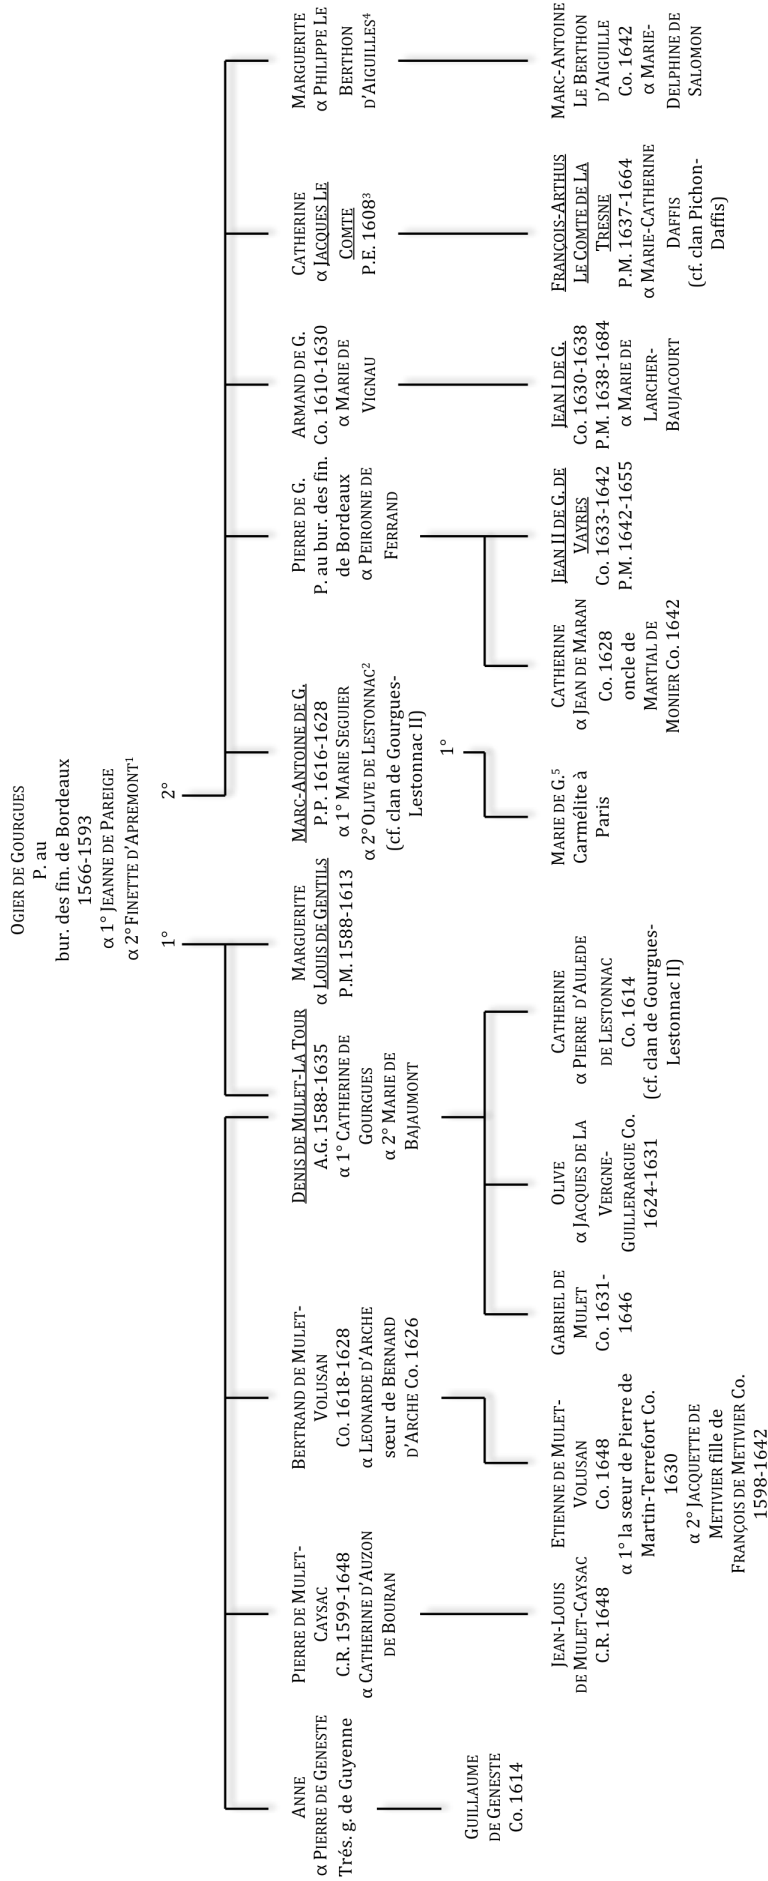 OGIER DE GOURGUES
P. au
bur. des fin. de Bordeaux
1566-1593
α 1° JEANNE DE PAREIGE
α 2° FINETTE D'APREMONT¹
1°
2°
ANNE
α PIERRE DE GENESTE
Trés. g. de Guyenne
PIERRE DE MULET-
CAYSAC
C.R. 1599-1648
α CATHERINE D'AUZON
DE BOURAN
BERTRAND DE MULET-
VOLUSAN
Co. 1618-1628
α LEONARDE D'ARCHE
sœur de BERNARD
D'ARCHE Co. 1626
DENIS DE MULET-LA TOUR
A.G. 1588-1635
α 1° CATHERINE DE
GOURGUES
α 2° MARIE DE
BAJAUMONT
MARGUERITE
α LOUIS DE GENTILS
P.M. 1588-1613
MARC-ANTOINE DE G.
P.P. 1616-1628
α 1° MARIE SEGUIER
α 2° OLIVE DE LESTONNAC²
(cf. clan de Gourgues-
Lestonnac II)
1°
PIERRE DE G.
P. au bur. des fin.
de Bordeaux
α PEIRONNE DE
FERRAND
ARMAND DE G.
Co. 1610-1630
α MARIE DE
VIGNAU
CATHERINE
α JACQUES LE
COMTE
P.E. 1608³
MARGUERITE
α PHILIPPE LE
BERTHON
D'AIGUILLES⁴
GUILLAUME
DE GENESTE
Co. 1614
JEAN-LOUIS
DE MULET-CAYSAC
C.R. 1648
ETIENNE DE MULET-
VOLUSAN
Co. 1648
α 1° la sœur de Pierre de
Martin-Terrefort Co.
1630
α 2° JACQUETTE DE
METIVIER fille de
FRANÇOIS DE METIVIER Co.
1598-1642
GABRIEL DE
MULET
Co. 1631-
1646
OLIVE
α JACQUES DE LA
VERGNE-
GUILLERARGUE Co.
1624-1631
CATHERINE
α PIERRE D'AULEDE
DE LESTONNAC
Co. 1614
(cf. clan de Gourgues-
Lestonnac II)
MARIE DE G.⁵
Carmélite à
Paris
CATHERINE
α JEAN DE MARAN
Co. 1628
oncle de
MARTIAL DE
MONIER Co. 1642
JEAN II DE G. DE
VAYRES
Co. 1633-1642
P.M. 1642-1655
JEAN I DE G.
Co. 1630-1638
P.M. 1638-1684
α MARIE DE
LARCHER-
BAUJACOURT
FRANÇOIS-ARTHUS
LE COMTE DE LA
TRESNE
P.M. 1637-1664
α MARIE-CATHERINE
DAFFIS
(cf. clan Pichon-
Daffis)
MARC-ANTOINE
LE BERTHON
D'AIGUILLE
Co. 1642
α MARIE-
DELPHINE DE
SALOMON